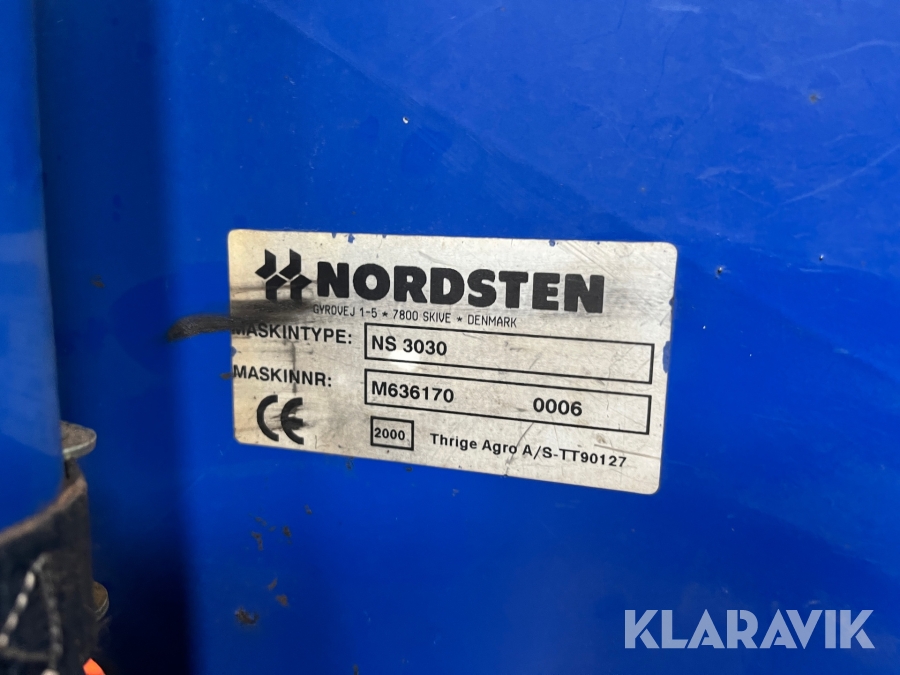 NORDSTEN
GYROVEJ 1-5 * 7800 SKIVE * DENMARK
MASKINTYPE: NS 3030
MASKINNR: M636170 0006
CE 2000 Thrige Agro A/S-TT90127
KLARAVIK